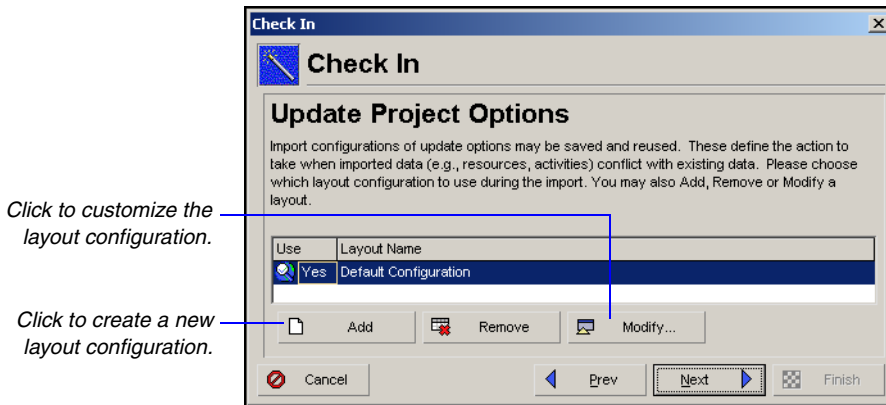 Check In
Check In
Update Project Options
Import configurations of update options may be saved and reused. These define the action to
take when imported data (e.g., resources, activities) conflict with existing data. Please choose
which layout configuration to use during the import. You may also Add, Remove or Modify a
layout.
Click to customize the
layout configuration.
Use Layout Name
Yes Default Configuration
Click to create a new
layout configuration.
Add Remove Modify...
Cancel Prev Next Finish